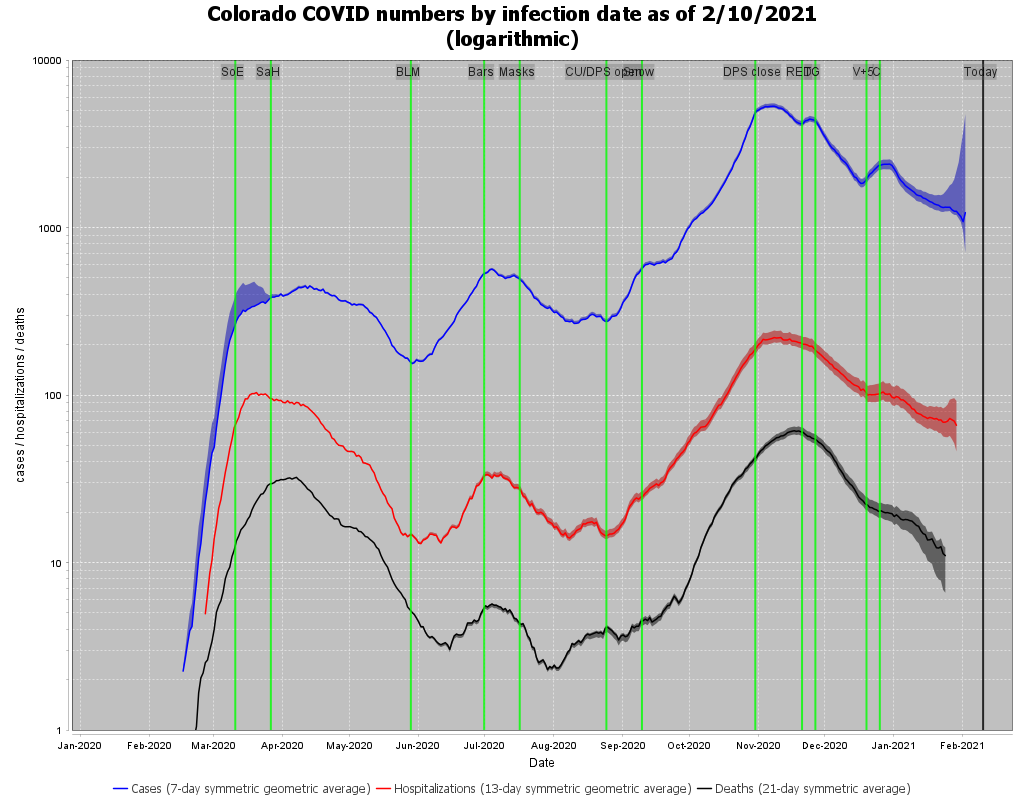 Colorado COVID numbers by infection date as of 2/10/2021
(logarithmic)
10000
SoE SaH BLM Bars Masks CU/DPS open Snow DPS close RED TG V+5C Today
1000
100
10
1
cases / hospitalizations / deaths
Jan-2020 Feb-2020 Mar-2020 Apr-2020 May-2020 Jun-2020 Jul-2020 Aug-2020 Sep-2020 Oct-2020 Nov-2020 Dec-2020 Jan-2021 Feb-2021
Date
Cases (7-day symmetric geometric average) Hospitalizations (13-day symmetric geometric average) Deaths (21-day symmetric average)